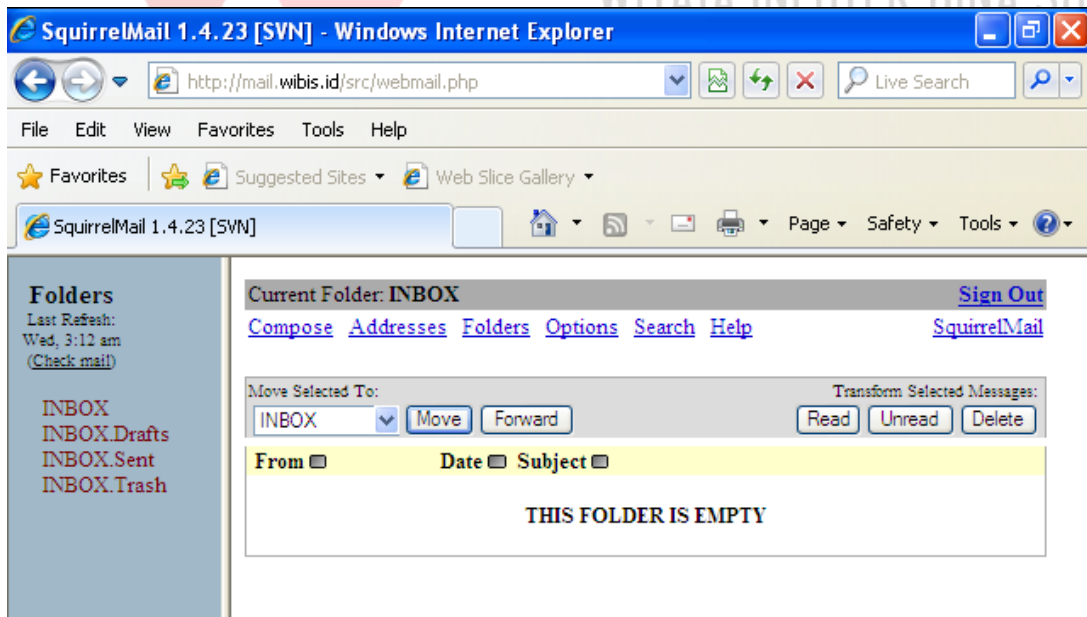 SquirrelMail 1.4.23 [SVN] - Windows Internet Explorer
http://mail.wibis.id/src/webmail.php
Live Search
File Edit View Favorites Tools Help
Favorites Suggested Sites Web Slice Gallery
SquirrelMail 1.4.23 [SVN] Page Safety Tools
Folders
Last Refresh:
Wed, 3:12 am
(Check mail)
INBOX
INBOX.Drafts
INBOX.Sent
INBOX.Trash
Current Folder: INBOX Sign Out
Compose Addresses Folders Options Search Help SquirrelMail
Move Selected To: Transform Selected Messages:
INBOX Move Forward Read Unread Delete
From Date Subject
THIS FOLDER IS EMPTY